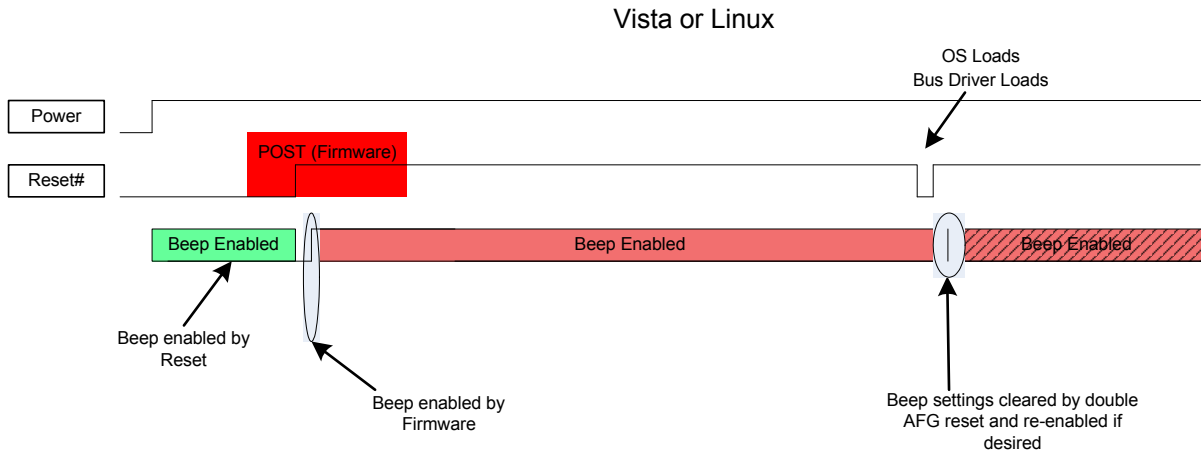 Vista or Linux
OS Loads
Bus Driver Loads
Power
POST (Firmware)
Reset#
Beep Enabled
Beep Enabled
Beep Enabled
Beep enabled by
Reset
Beep enabled by
Firmware
Beep settings cleared by double
AFG reset and re-enabled if
desired